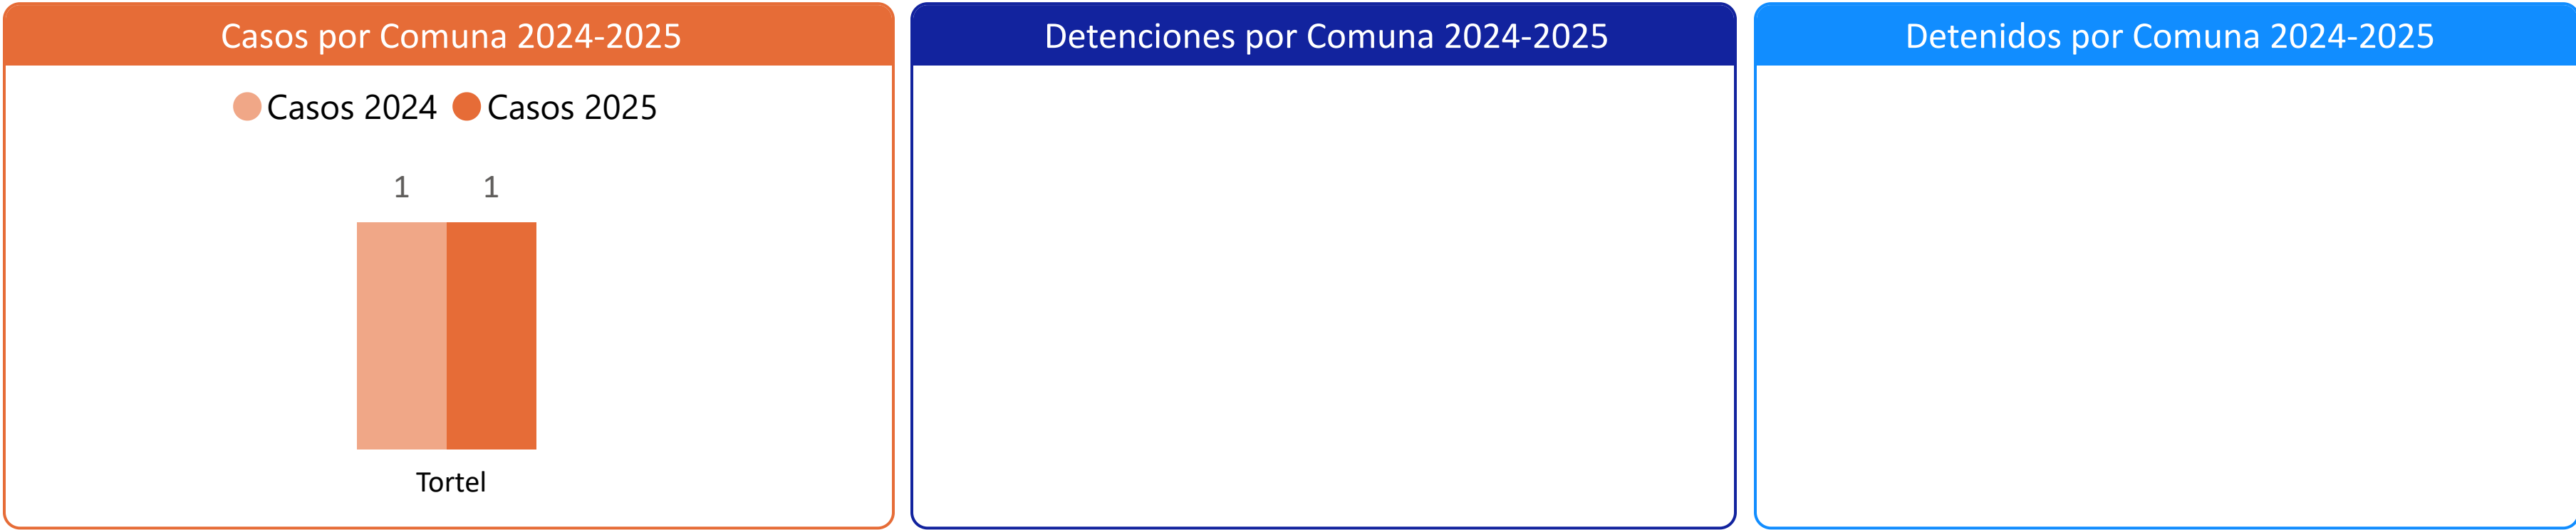 Casos por Comuna 2024-2025
Casos 2024 Casos 2025
1 1
Tortel
Detenciones por Comuna 2024-2025
Detenidos por Comuna 2024-2025